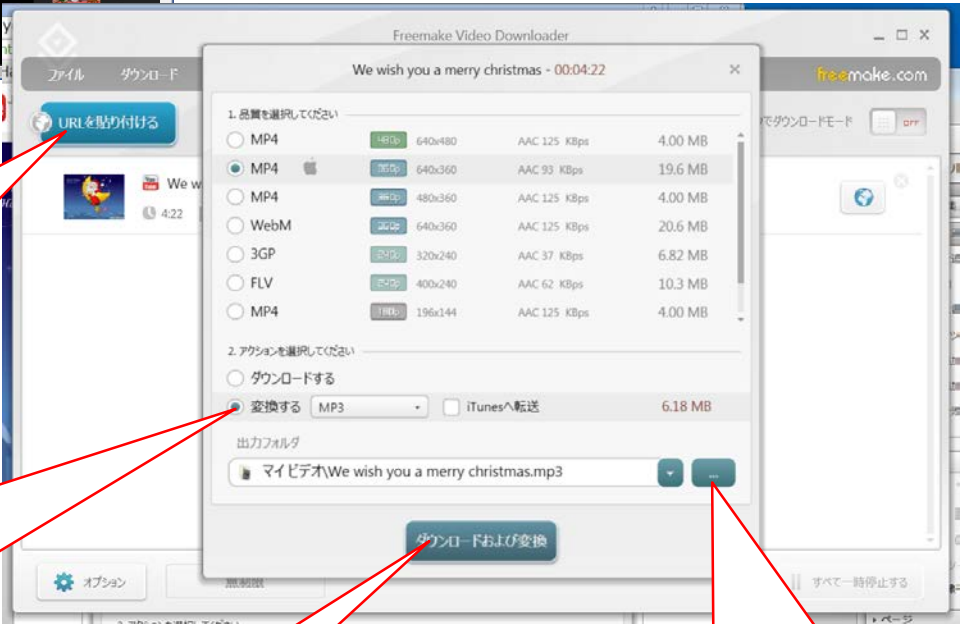 Freemake Video Downloader
ファイル ダウンロード
freemake.com
We wish you a merry christmas - 00:04:22
URLを貼り付ける
でダウンロードモード OFF
We w
4:22
1. 品質を選択してください
MP4 480p 640x480 AAC 125 KBps 4.00 MB
MP4 360p 640x360 AAC 93 KBps 19.6 MB
MP4 360p 480x360 AAC 125 KBps 4.00 MB
WebM 360p 640x360 AAC 125 KBps 20.6 MB
3GP 240p 320x240 AAC 37 KBps 6.82 MB
FLV 240p 400x240 AAC 62 KBps 10.3 MB
MP4 196x144 AAC 125 KBps 4.00 MB
2. アクションを選択してください
ダウンロードする
変換する MP3 iTunesへ転送 6.18 MB
出力フォルダ
マイビデオ\We wish you a merry christmas.mp3 ...
ダウンロードおよび変換
オプション
無制限
すべて一時停止する
ページ